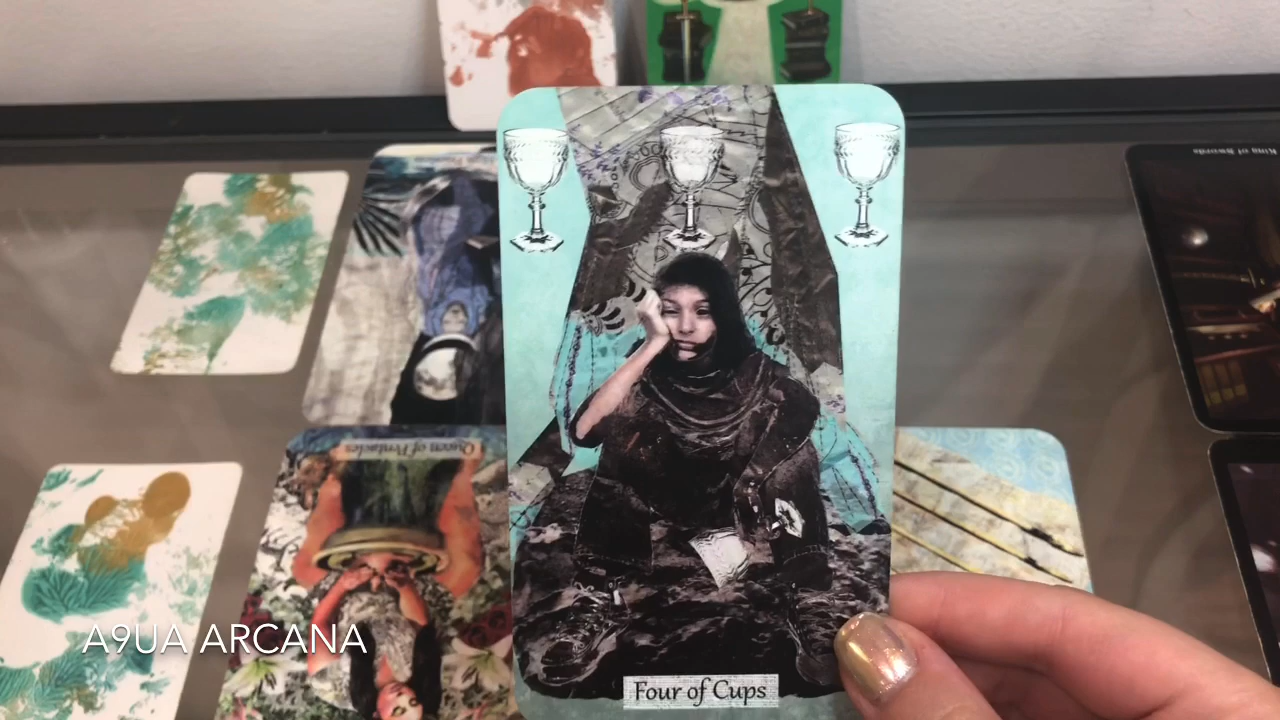 King of Swords
Queen of Pentacles
A9UA ARCANA
Four of Cups